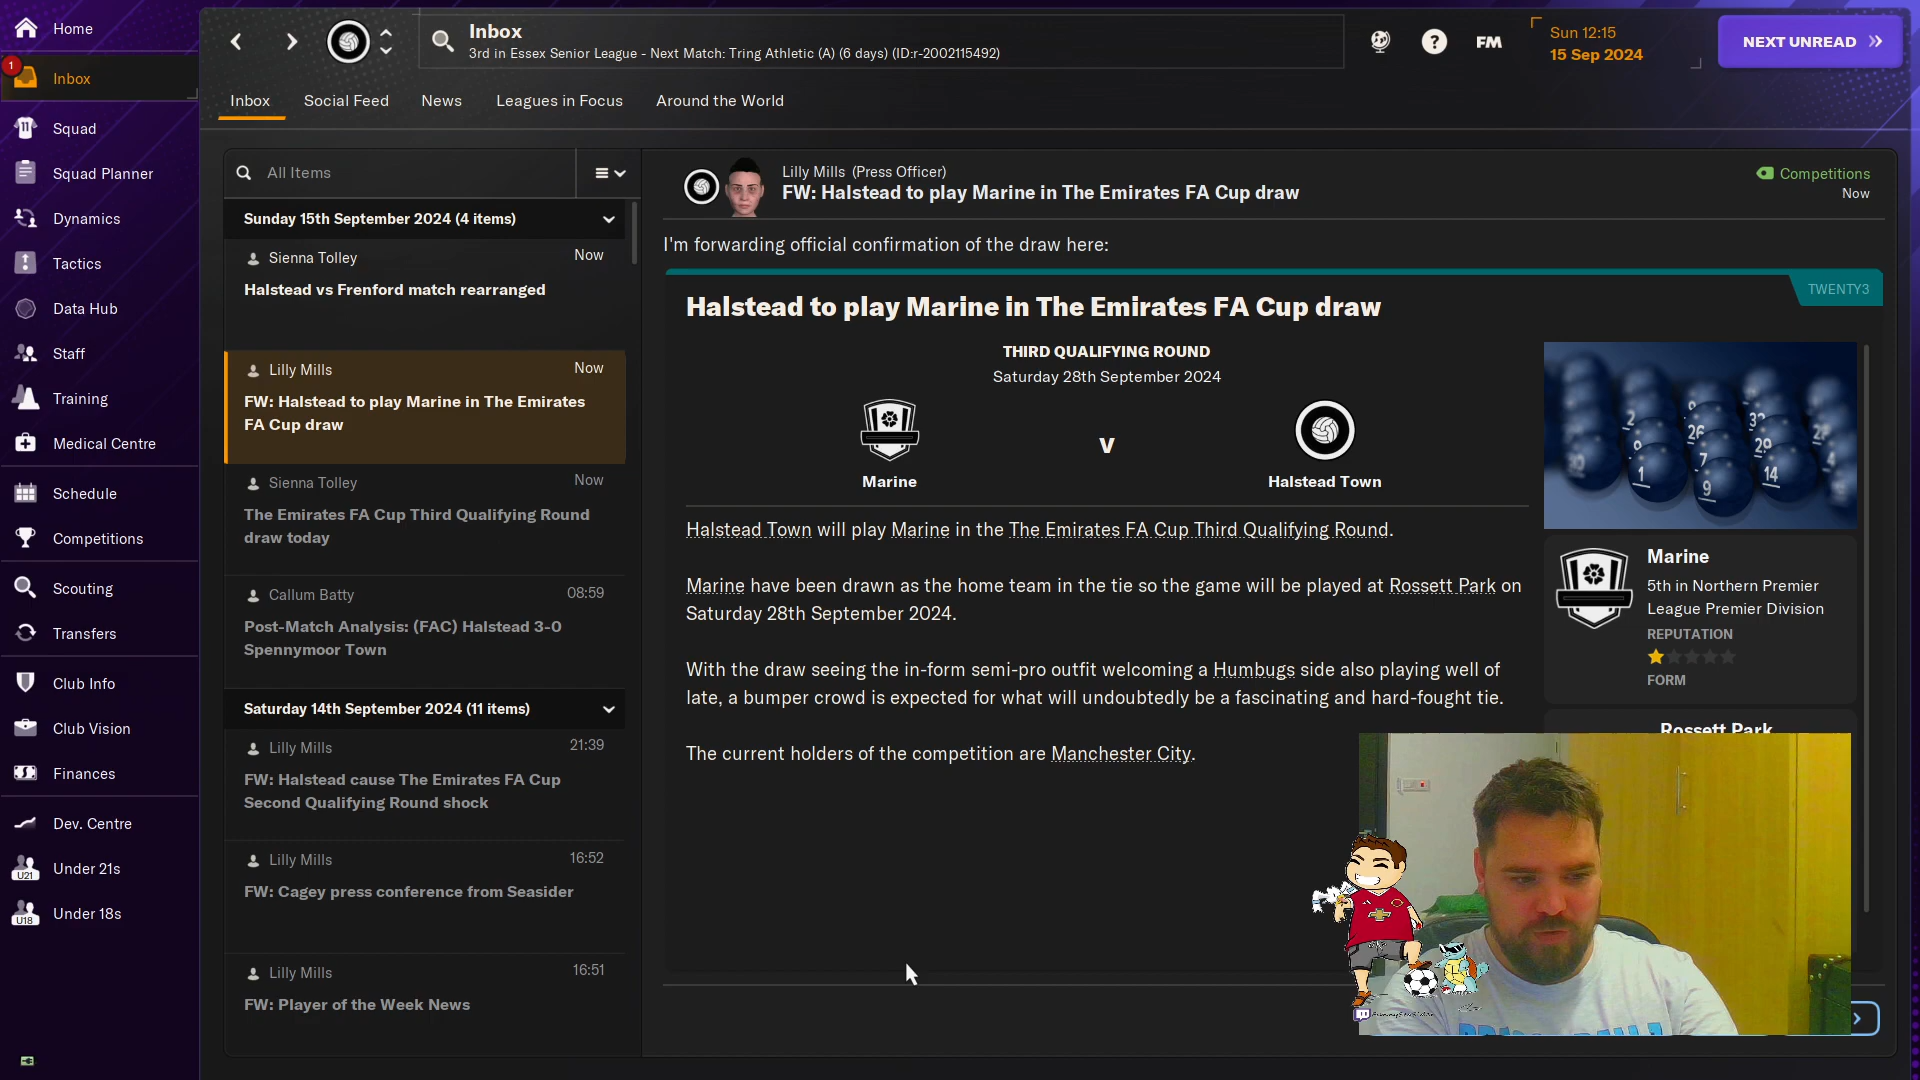 Home
1
Inbox
Squad
Squad Planner
Dynamics
Tactics
Data Hub
Staff
Training
Medical Centre
Schedule
Competitions
Scouting
Transfers
Club Info
Club Vision
Finances
Dev. Centre
U21
Under 21s
U18
Under 18s
Inbox
3rd in Essex Senior League - Next Match: Tring Athletic (A) (6 days) (ID:r-2002115492)
?
FM
Sun 12:15
15 Sep 2024
NEXT UNREAD
Inbox
Social Feed
News
Leagues in Focus
Around the World
All Items
Sunday 15th September 2024 (4 items)
Sienna Tolley
Now
Halstead vs Frenford match rearranged
Lilly Mills
Now
FW: Halstead to play Marine in The Emirates
FA Cup draw
Sienna Tolley
Now
The Emirates FA Cup Third Qualifying Round
draw today
Callum Batty
08:59
Post-Match Analysis: (FAC) Halstead 3-0
Spennymoor Town
Saturday 14th September 2024 (11 items)
Lilly Mills
21:39
FW: Halstead cause The Emirates FA Cup
Second Qualifying Round shock
Lilly Mills
16:52
FW: Cagey press conference from Seasider
Lilly Mills
16:51
FW: Player of the Week News
Lilly Mills (Press Officer)
FW: Halstead to play Marine in The Emirates FA Cup draw
Competitions
Now
I'm forwarding official confirmation of the draw here:
TWENTY3
Halstead to play Marine in The Emirates FA Cup draw
THIRD QUALIFYING ROUND
Saturday 28th September 2024
V
Marine
Halstead Town
Halstead Town will play Marine in the The Emirates FA Cup Third Qualifying Round.
Marine have been drawn as the home team in the tie so the game will be played at Rossett Park on
Saturday 28th September 2024.
With the draw seeing the in-form semi-pro outfit welcoming a Humbugs side also playing well of
late, a bumper crowd is expected for what will undoubtedly be a fascinating and hard-fought tie.
The current holders of the competition are Manchester City.
2
26
29
1
7
9
14
Marine
5th in Northern Premier
League Premier Division
REPUTATION
FORM
Rossett Park